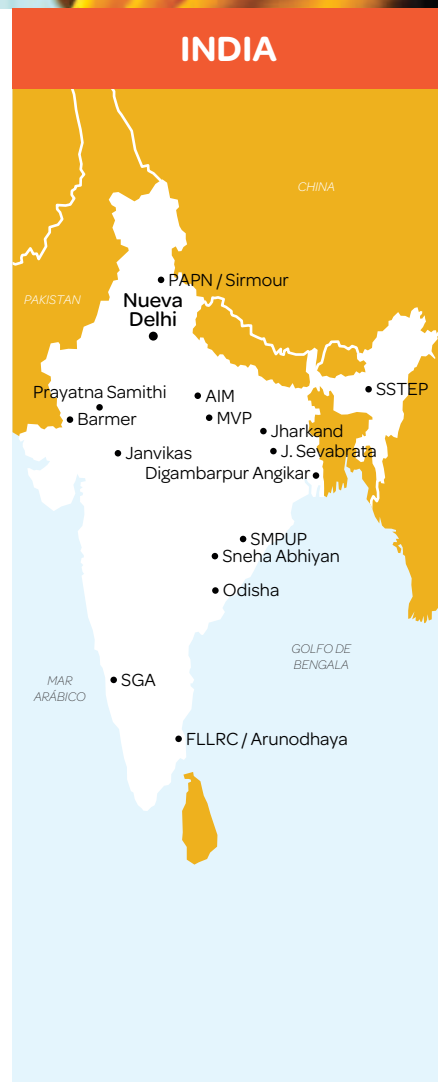 INDIA
CHINA
PAPN / Sirmour
PAKISTAN
Nueva
Delhi
Prayatna Samithi
AIM
SSTEP
Barmer
MVP
Jharkand
Janvikas
J. Sevabrata
Digambarpur Angikar
SMPUP
Sneha Abhiyan
Odisha
GOLFO DE
BENGALA
MAR
ARÁBICO
SGA
FLLRC / Arunodhaya